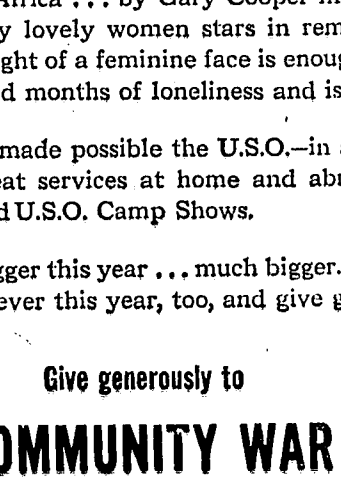 Africa ... by Gary Cooper in
y lovely women stars in rem
ght of a feminine face is enoug
d months of loneliness and is
made possible the U.S.O.—in a
eat services at home and abr
d U.S.O. Camp Shows.
gger this year ... much bigger.
ever this year, too, and give g
Give generously to
OMMUNITY WAR